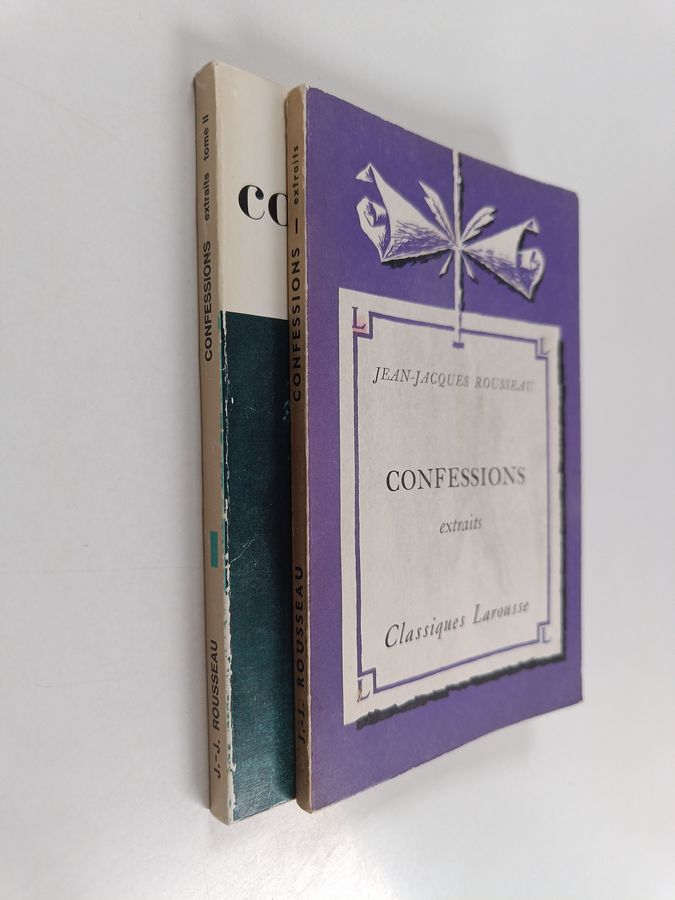 J.-J. ROUSSEAU CONFESSIONS extraits tome II
co
J.-J. ROUSSEAU CONFESSIONS — extraits
L L
JEAN-JACQUES ROUSSEAU
CONFESSIONS
extraits
Classiques Larousse
L L